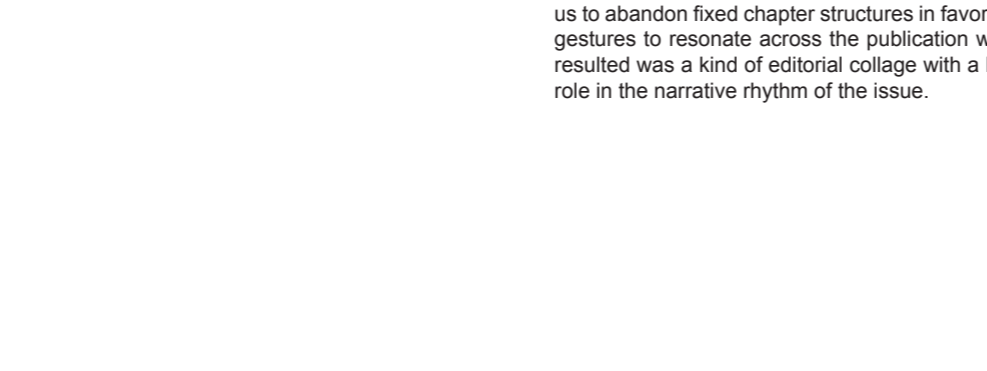 us to abandon fixed chapter structures in favor
gestures to resonate across the publication
resulted was a kind of editorial collage with a
role in the narrative rhythm of the issue.